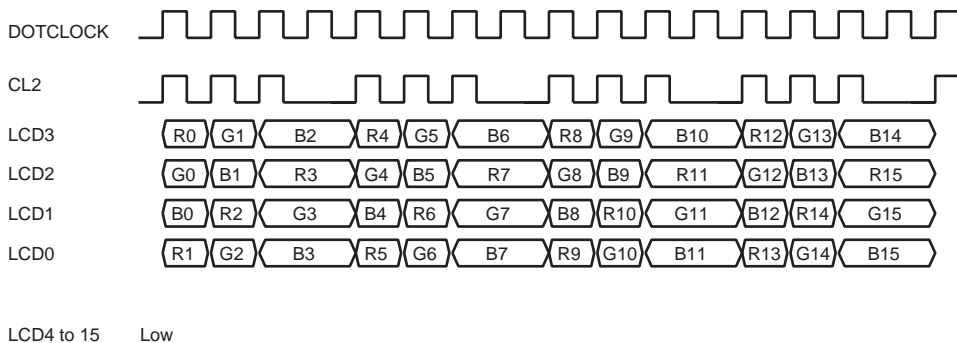 DOTCLOCK
CL2
LCD3 R0 G1 B2 R4 G5 B6 R8 G9 B10 R12 G13 B14
LCD2 G0 B1 R3 G4 B5 R7 G8 B9 R11 G12 B13 R15
LCD1 B0 R2 G3 B4 R6 G7 B8 R10 G11 B12 R14 G15
LCD0 R1 G2 B3 R5 G6 B7 R9 G10 B11 R13 G14 B15
LCD4 to 15 Low